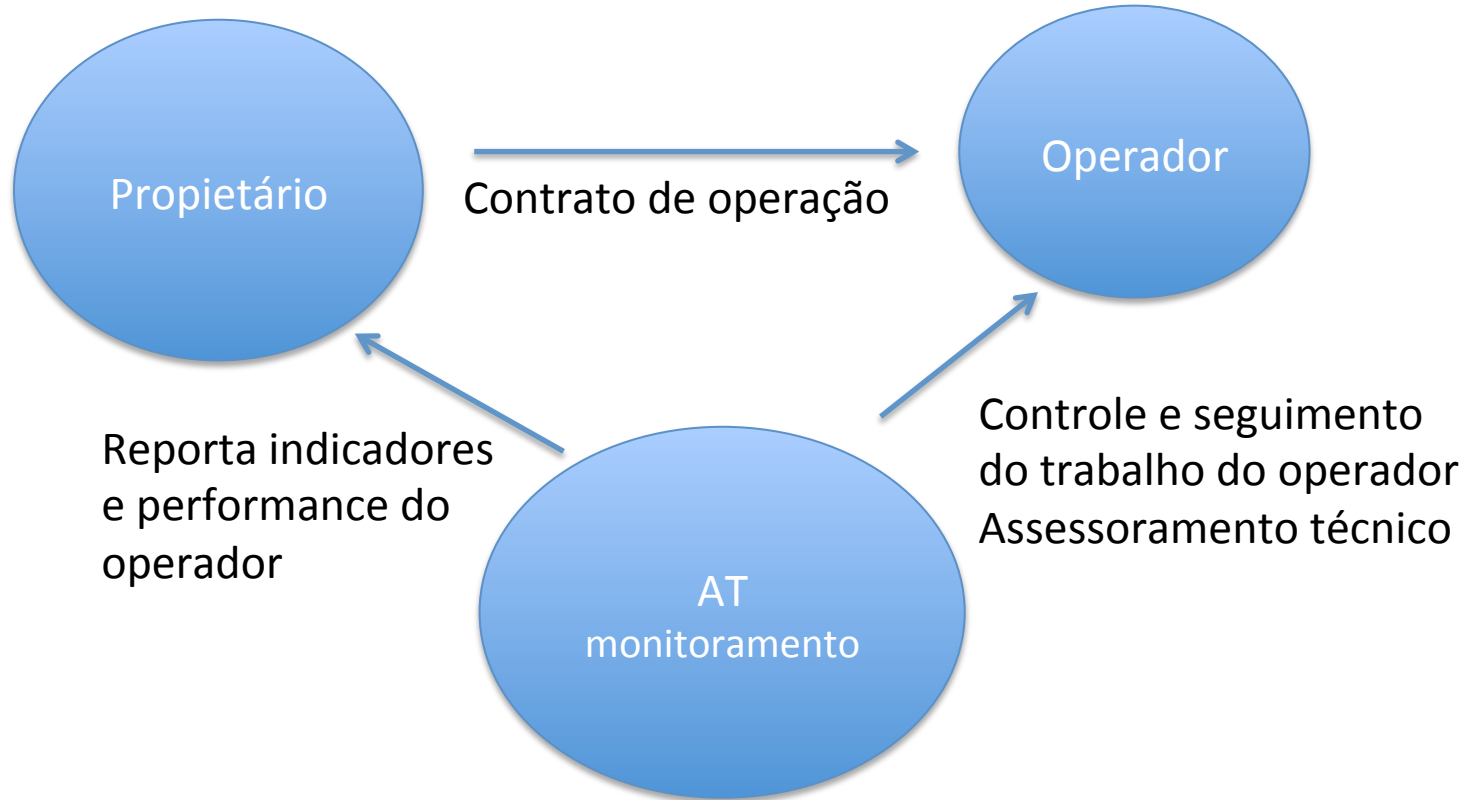 Propietário
Contrato de operação
Operador
Reporta indicadores
e performance do
operador
Controle e seguimento
do trabalho do operador
Assessoramento técnico
AT
monitoramento